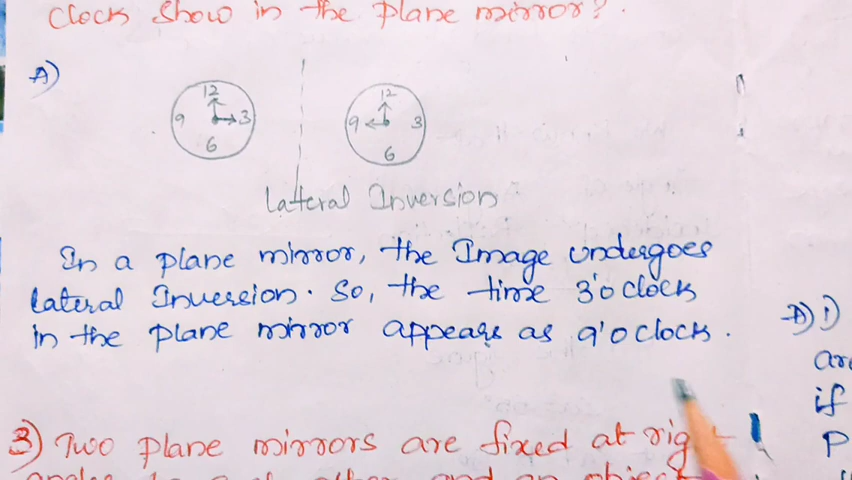 Clock show in the plane mirror?.
A)
12
9 3
6
12
9 3
6
Lateral Inversion
In a plane mirror, the Image undergoes
lateral Inversion. So, the time 3'o clock
in the plane mirror appears as 9'o clock.
D) 1)
are
if
P
3) Two plane mirrors are fixed at right